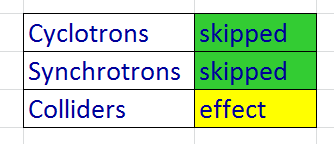 Cyclotrons skipped
Synchrotrons skipped
Colliders effect